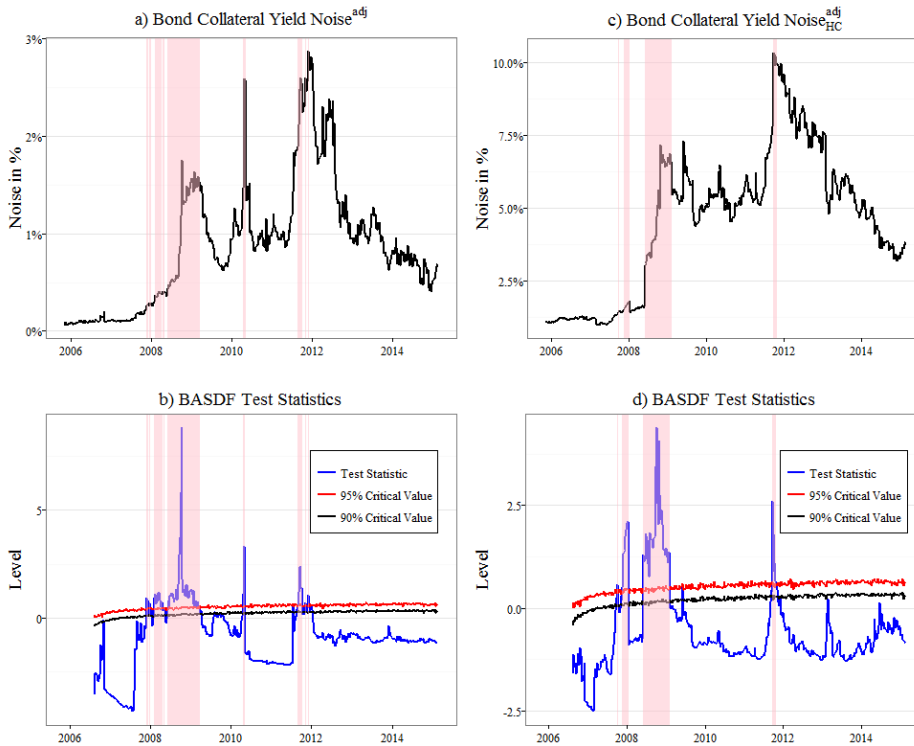 a) Bond Collateral Yield Noise^adj
3%
2%
1%
0%
Noise in %
2006 2008 2010 2012 2014
c) Bond Collateral Yield Noise^adj_HC
10.0%
7.5%
5.0%
2.5%
Noise in %
2006 2008 2010 2012 2014
b) BASDF Test Statistics
5
0
Level
Test Statistic
95% Critical Value
90% Critical Value
2006 2008 2010 2012 2014
d) BASDF Test Statistics
2.5
0.0
-2.5
Level
Test Statistic
95% Critical Value
90% Critical Value
2006 2008 2010 2012 2014